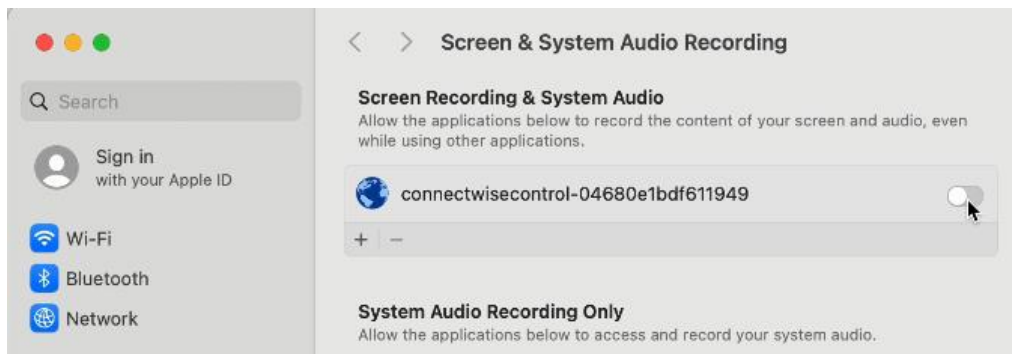 Screen & System Audio Recording
Search
Sign in
with your Apple ID
Wi-Fi
Bluetooth
Network
Screen Recording & System Audio
Allow the applications below to record the content of your screen and audio, even
while using other applications.
connectwisecontrol-04680e1bdf611949
System Audio Recording Only
Allow the applications below to access and record your system audio.